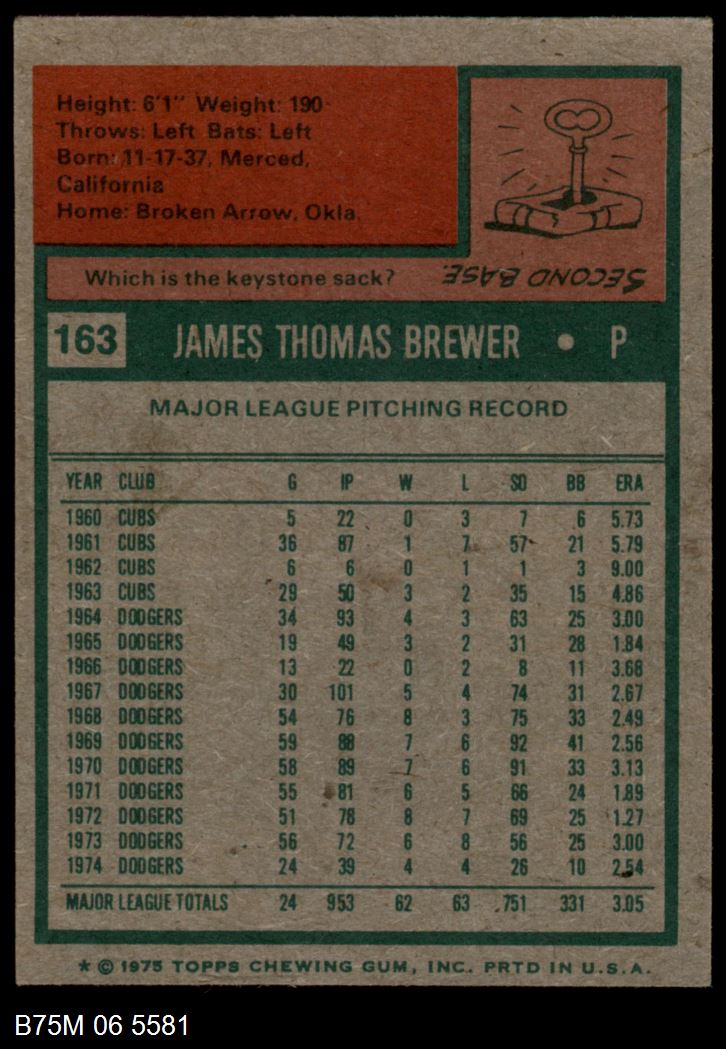 Height: 6'1" Weight: 190
Throws: Left Bats: Left
Born: 11-17-37, Merced,
California
Home: Broken Arrow, Okla.
Which is the keystone sack? SECOND BASE.
163 JAMES THOMAS BREWER • P
MAJOR LEAGUE PITCHING RECORD
YEAR CLUB G IP W L SO BB ERA
1960 CUBS 5 22 0 3 7 6 5.73
1961 CUBS 36 87 1 7 57 21 5.79
1962 CUBS 6 6 0 1 1 3 9.00
1963 CUBS 29 50 3 2 35 15 4.86
1964 DODGERS 34 93 4 3 63 25 3.00
1965 DODGERS 19 49 3 2 31 28 1.84
1966 DODGERS 13 22 0 2 8 11 3.68
1967 DODGERS 30 101 5 4 74 31 2.67
1968 DODGERS 54 76 8 3 75 33 2.49
1969 DODGERS 59 88 7 6 92 41 2.56
1970 DODGERS 58 89 7 6 91 33 3.13
1971 DODGERS 55 81 6 5 66 24 1.89
1972 DODGERS 51 78 8 7 69 25 1.27
1973 DODGERS 56 72 6 8 56 25 3.00
1974 DODGERS 24 39 4 4 26 10 2.54
MAJOR LEAGUE TOTALS 24 953 62 63 751 331 3.05
* © 1975 TOPPS CHEWING GUM, INC. PRTD IN U.S.A.
B75M 06 5581